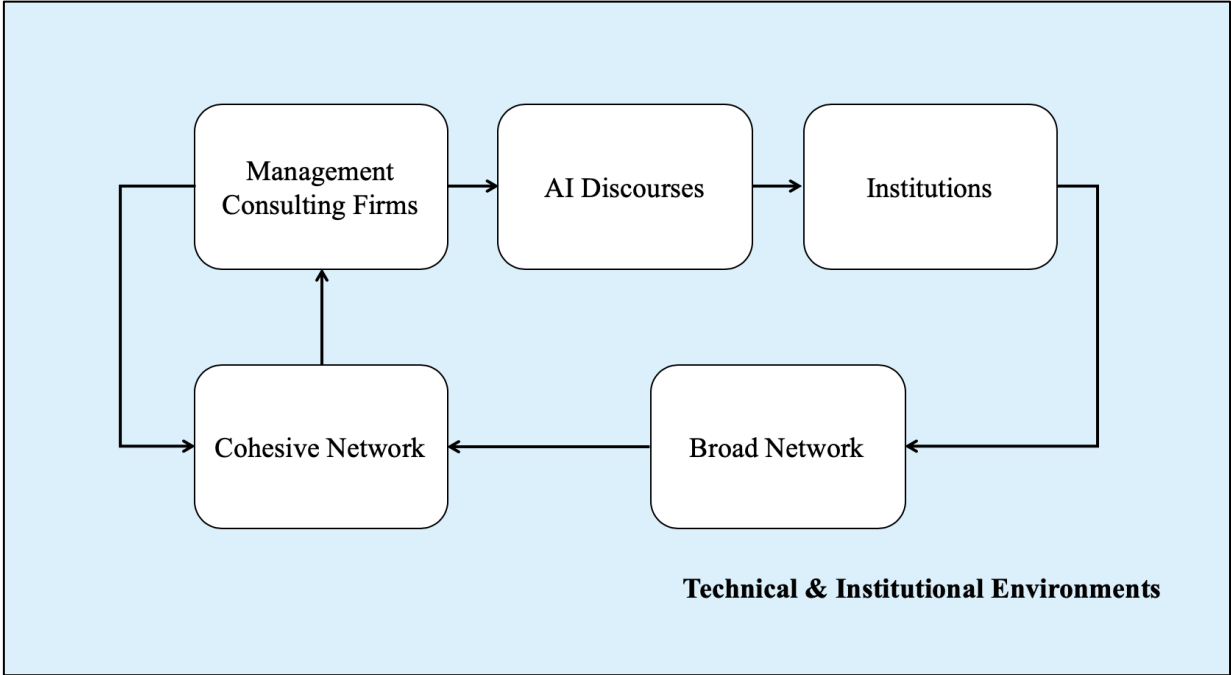 Management
Consulting Firms
AI Discourses
Institutions
Cohesive Network
Broad Network
Technical & Institutional Environments